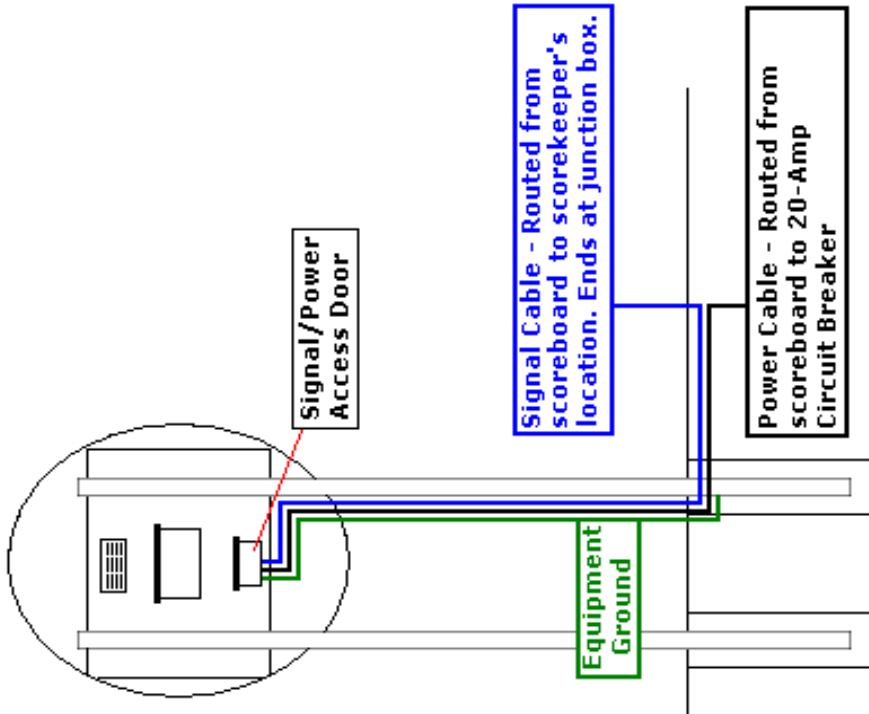 Signal/Power
Access Door
Signal Cable - Routed from
scoreboard to scorekeeper's
location. Ends at junction box.
Power Cable - Routed from
scoreboard to 20-Amp
Circuit Breaker
Equipment
Ground